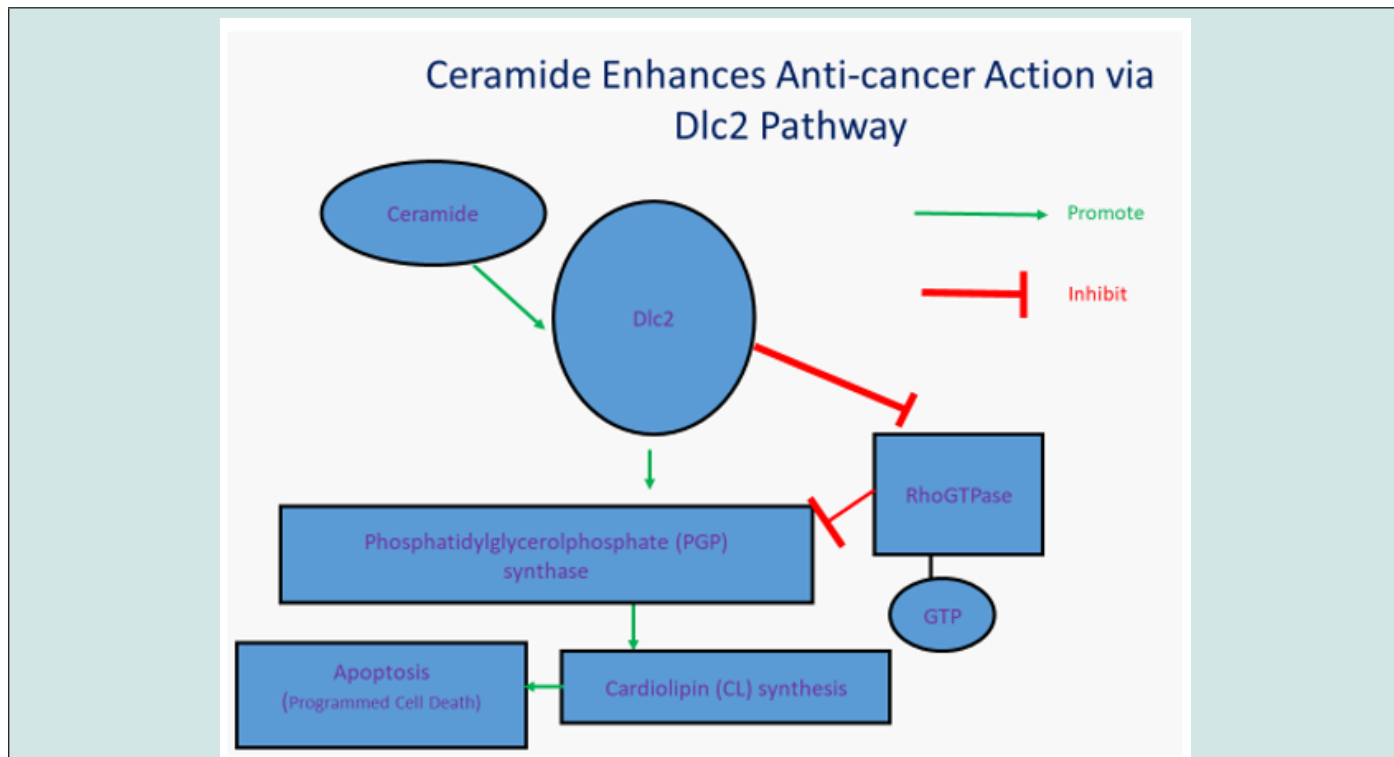 Ceramide Enhances Anti-cancer Action via
Dlc2 Pathway
Ceramide
Dlc2
Promote
Inhibit
RhoGTPase
Phosphatidylglycerolphosphate (PGP)
synthase
GTP
Apoptosis
(Programmed Cell Death)
Cardiolipin (CL) synthesis